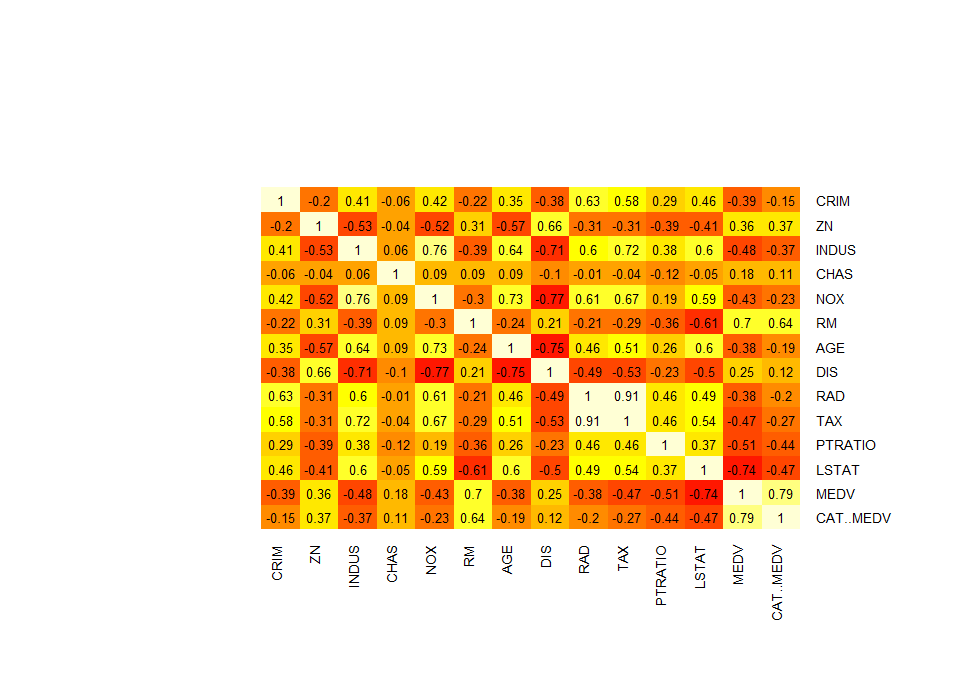 1 -0.2 0.41 -0.06 0.42 -0.22 0.35 -0.38 0.63 0.58 0.29 0.46 -0.39 -0.15 CRIM
-0.2 1 -0.53 -0.04 -0.52 0.31 -0.57 0.66 -0.31 -0.31 -0.39 -0.41 0.36 0.37 ZN
0.41 -0.53 1 0.06 0.76 -0.39 0.64 -0.71 0.6 0.72 0.38 0.6 -0.48 -0.37 INDUS
-0.06 -0.04 0.06 1 0.09 0.09 0.09 -0.1 -0.01 -0.04 -0.12 -0.05 0.18 0.11 CHAS
0.42 -0.52 0.76 0.09 1 -0.3 0.73 -0.77 0.61 0.67 0.19 0.59 -0.43 -0.23 NOX
-0.22 0.31 -0.39 0.09 -0.3 1 -0.24 0.21 -0.21 -0.29 -0.36 -0.61 0.7 0.64 RM
0.35 -0.57 0.64 0.09 0.73 -0.24 1 -0.75 0.46 0.51 0.26 0.6 -0.38 -0.19 AGE
-0.38 0.66 -0.71 -0.1 -0.77 0.21 -0.75 1 -0.49 -0.53 -0.23 -0.5 0.25 0.12 DIS
0.63 -0.31 0.6 -0.01 0.61 -0.21 0.46 -0.49 1 0.91 0.46 0.49 -0.38 -0.2 RAD
0.58 -0.31 0.72 -0.04 0.67 -0.29 0.51 -0.53 0.91 1 0.46 0.54 -0.47 -0.27 TAX
0.29 -0.39 0.38 -0.12 0.19 -0.36 0.26 -0.23 0.46 0.46 1 0.37 -0.51 -0.44 PTRATIO
0.46 -0.41 0.6 -0.05 0.59 -0.61 0.6 -0.5 0.49 0.54 0.37 1 -0.74 -0.47 LSTAT
-0.39 0.36 -0.48 0.18 -0.43 0.7 -0.38 0.25 -0.38 -0.47 -0.51 -0.74 1 0.79 MEDV
-0.15 0.37 -0.37 0.11 -0.23 0.64 -0.19 0.12 -0.2 -0.27 -0.44 -0.47 0.79 1 CAT..MEDV
CRIM ZN INDUS CHAS NOX RM AGE DIS RAD TAX PTRATIO LSTAT MEDV CAT..MEDV